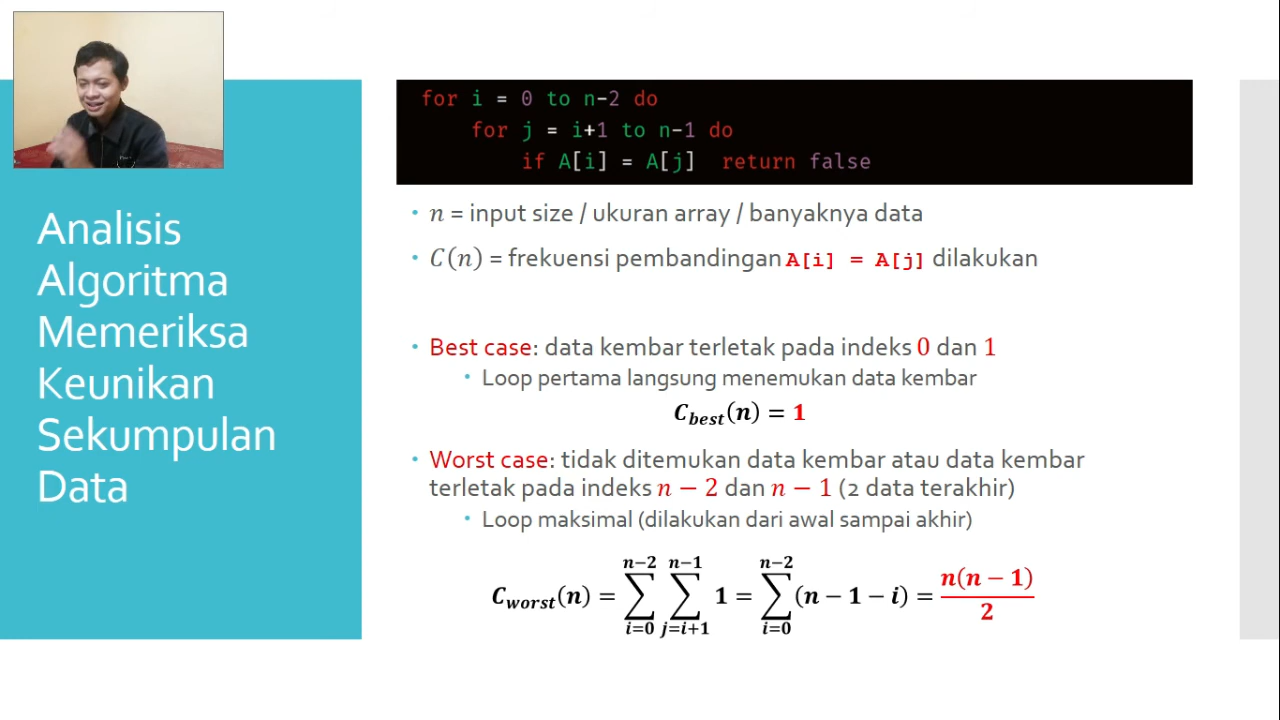 Analisis
Algoritma
Memeriksa
Keunikan
Sekumpulan
Data
for i = 0 to n-2 do
for j = i+1 to n-1 do
if A[i] = A[j] return false
• n = input size / ukuran array / banyaknya data
• C(n) = frekuensi pembandingan A[i] = A[j] dilakukan
• Best case: data kembar terletak pada indeks 0 dan 1
• Loop pertama langsung menemukan data kembar
C_best(n) = 1
• Worst case: tidak ditemukan data kembar atau data kembar
terletak pada indeks n − 2 dan n − 1 (2 data terakhir)
• Loop maksimal (dilakukan dari awal sampai akhir)
C_worst(n) = ∑_{i=0}^{n−2} ∑_{j=i+1}^{n−1} 1 = ∑_{i=0}^{n−2} (n − 1 − i) = n(n − 1)/2